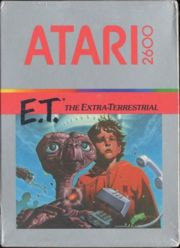 ATARI 2600
E.T.* THE EXTRA-TERRESTRIAL